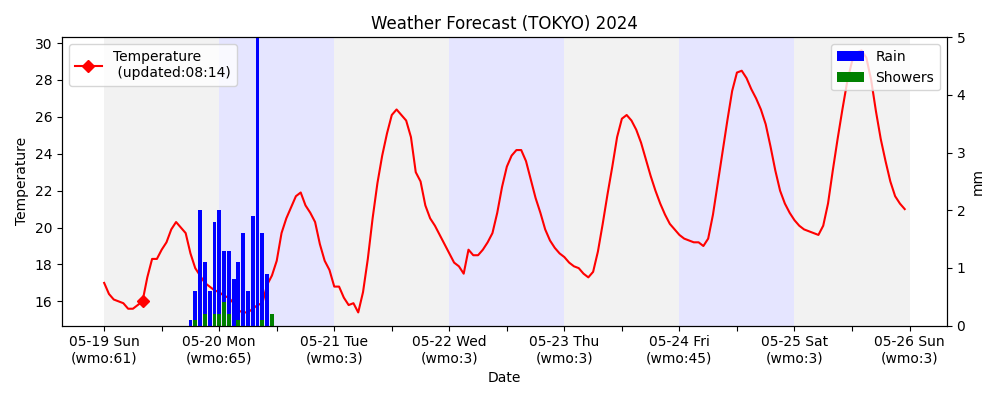 Weather Forecast (TOKYO) 2024
Temperature
(updated:08:14)
Rain
Showers
Temperature
30
28
26
24
22
20
18
16
5
4
3
2
1
0
mm
05-19 Sun
(wmo:61)
05-20 Mon
(wmo:65)
05-21 Tue
(wmo:3)
05-22 Wed
(wmo:3)
05-23 Thu
(wmo:3)
05-24 Fri
(wmo:45)
05-25 Sat
(wmo:3)
05-26 Sun
(wmo:3)
Date